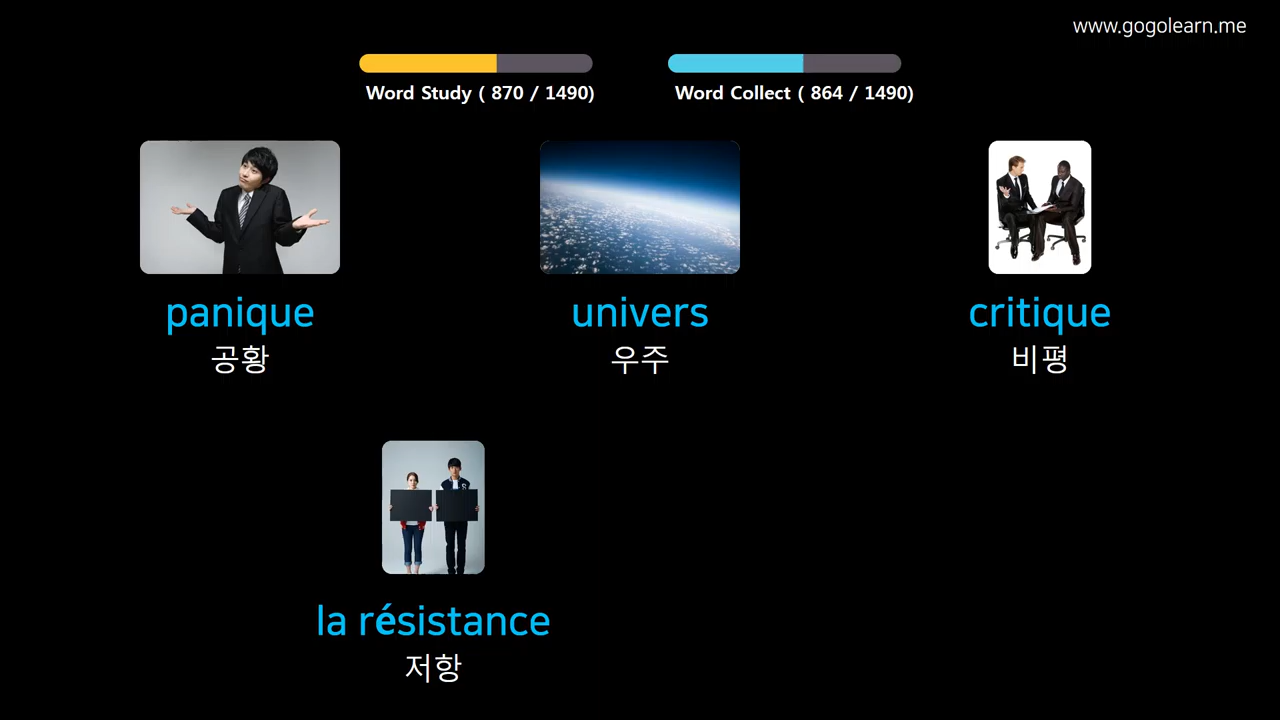 www.gogolearn.me
Word Study ( 870 / 1490)
Word Collect ( 864 / 1490)
panique
univers
critique
공황
우주
비평
la résistance
저항